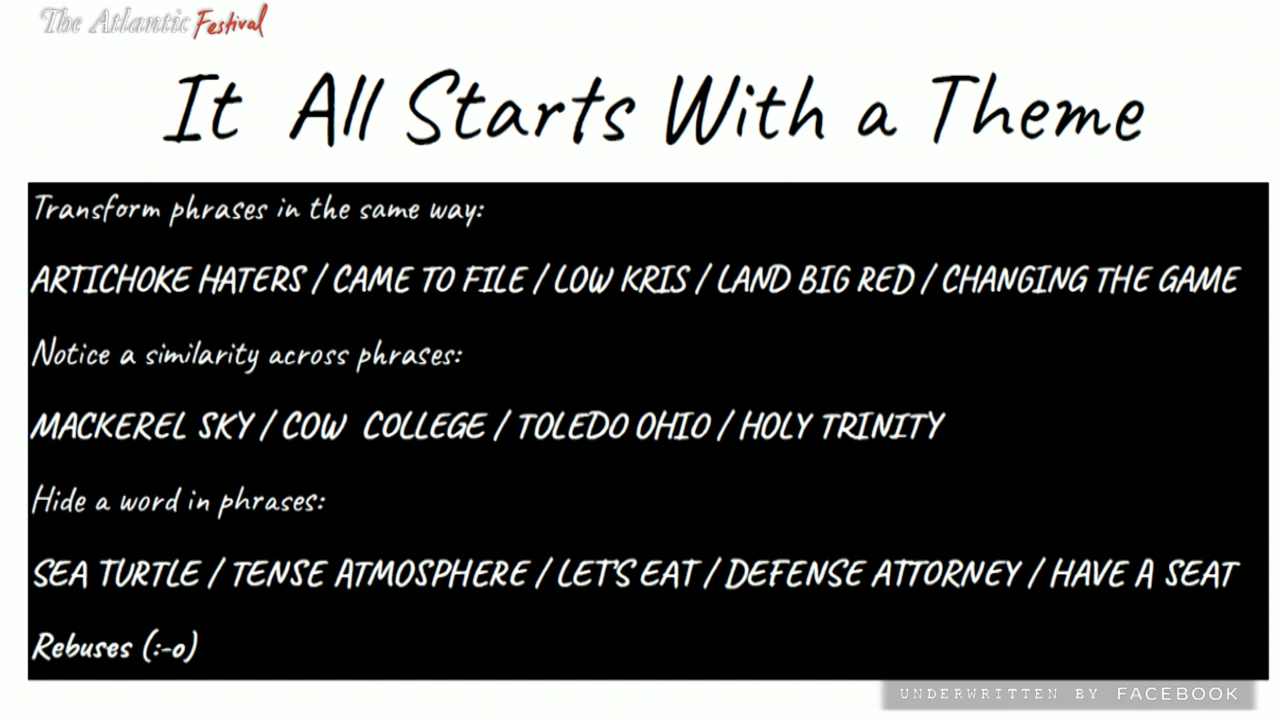 The Atlantic Festival
It All Starts With a Theme
Transform phrases in the same way:
ARTICHOKE HATERS / CAME TO FILE / LOW KRIS / LAND BIG RED / CHANGING THE GAME
Notice a similarity across phrases:
MACKEREL SKY / COW COLLEGE / TOLEDO OHIO / HOLY TRINITY
Hide a word in phrases:
SEA TURTLE / TENSE ATMOSPHERE / LET'S EAT / DEFENSE ATTORNEY / HAVE A SEAT
Rebuses (:-o)
UNDERWRITTEN BY FACEBOOK